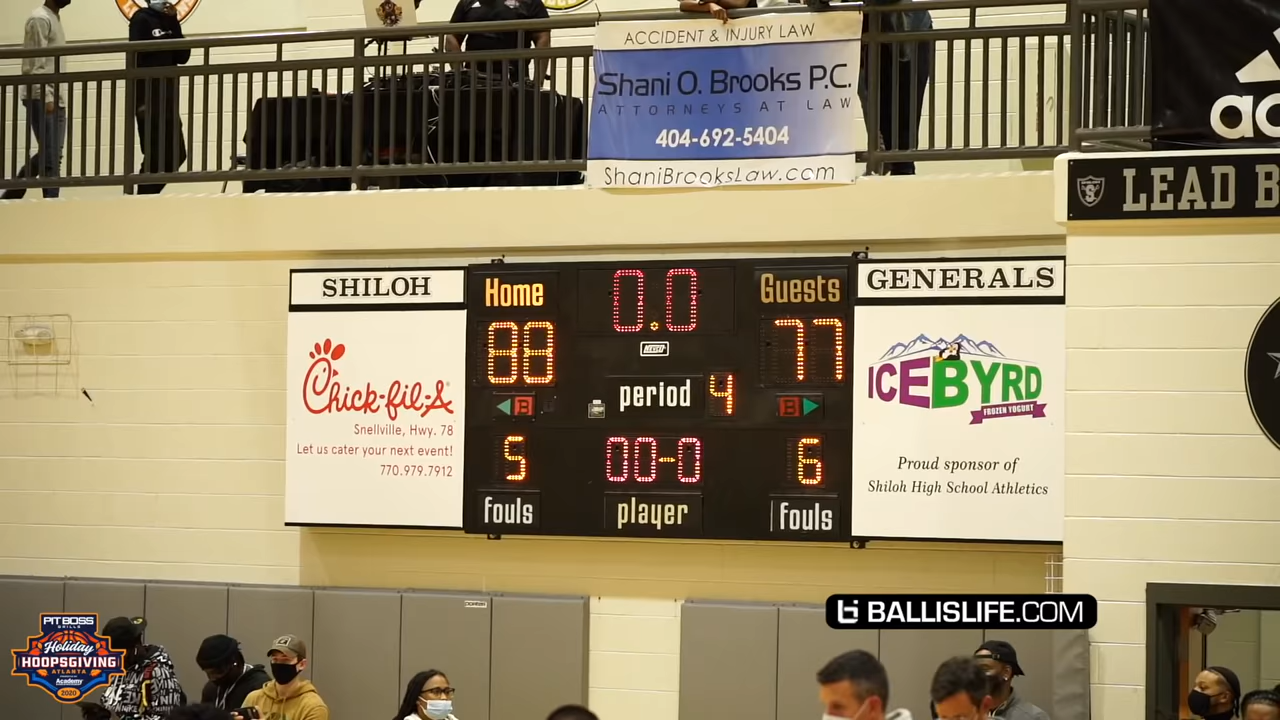 ACCIDENT & INJURY LAW
Shani O. Brooks P.C.
ATTORNEYS AT LAW
404-692-5404
ShaniBrooksLaw.com
LEAD B
SHILOH
Chick-fil-A
Snellville, Hwy. 78
Let us cater your next event!
770.979.7912
Home 0.0 Guests
88 77
period 4
B B
5 00-0 6
fouls player fouls
GENERALS
ICEBYRD
FROZEN YOGURT
Proud sponsor of
Shiloh High School Athletics
BALLISLIFE.COM
PIT BOSS
GRILLS
Holiday
HOOPSGIVING
ATLANTA
Academy
2020